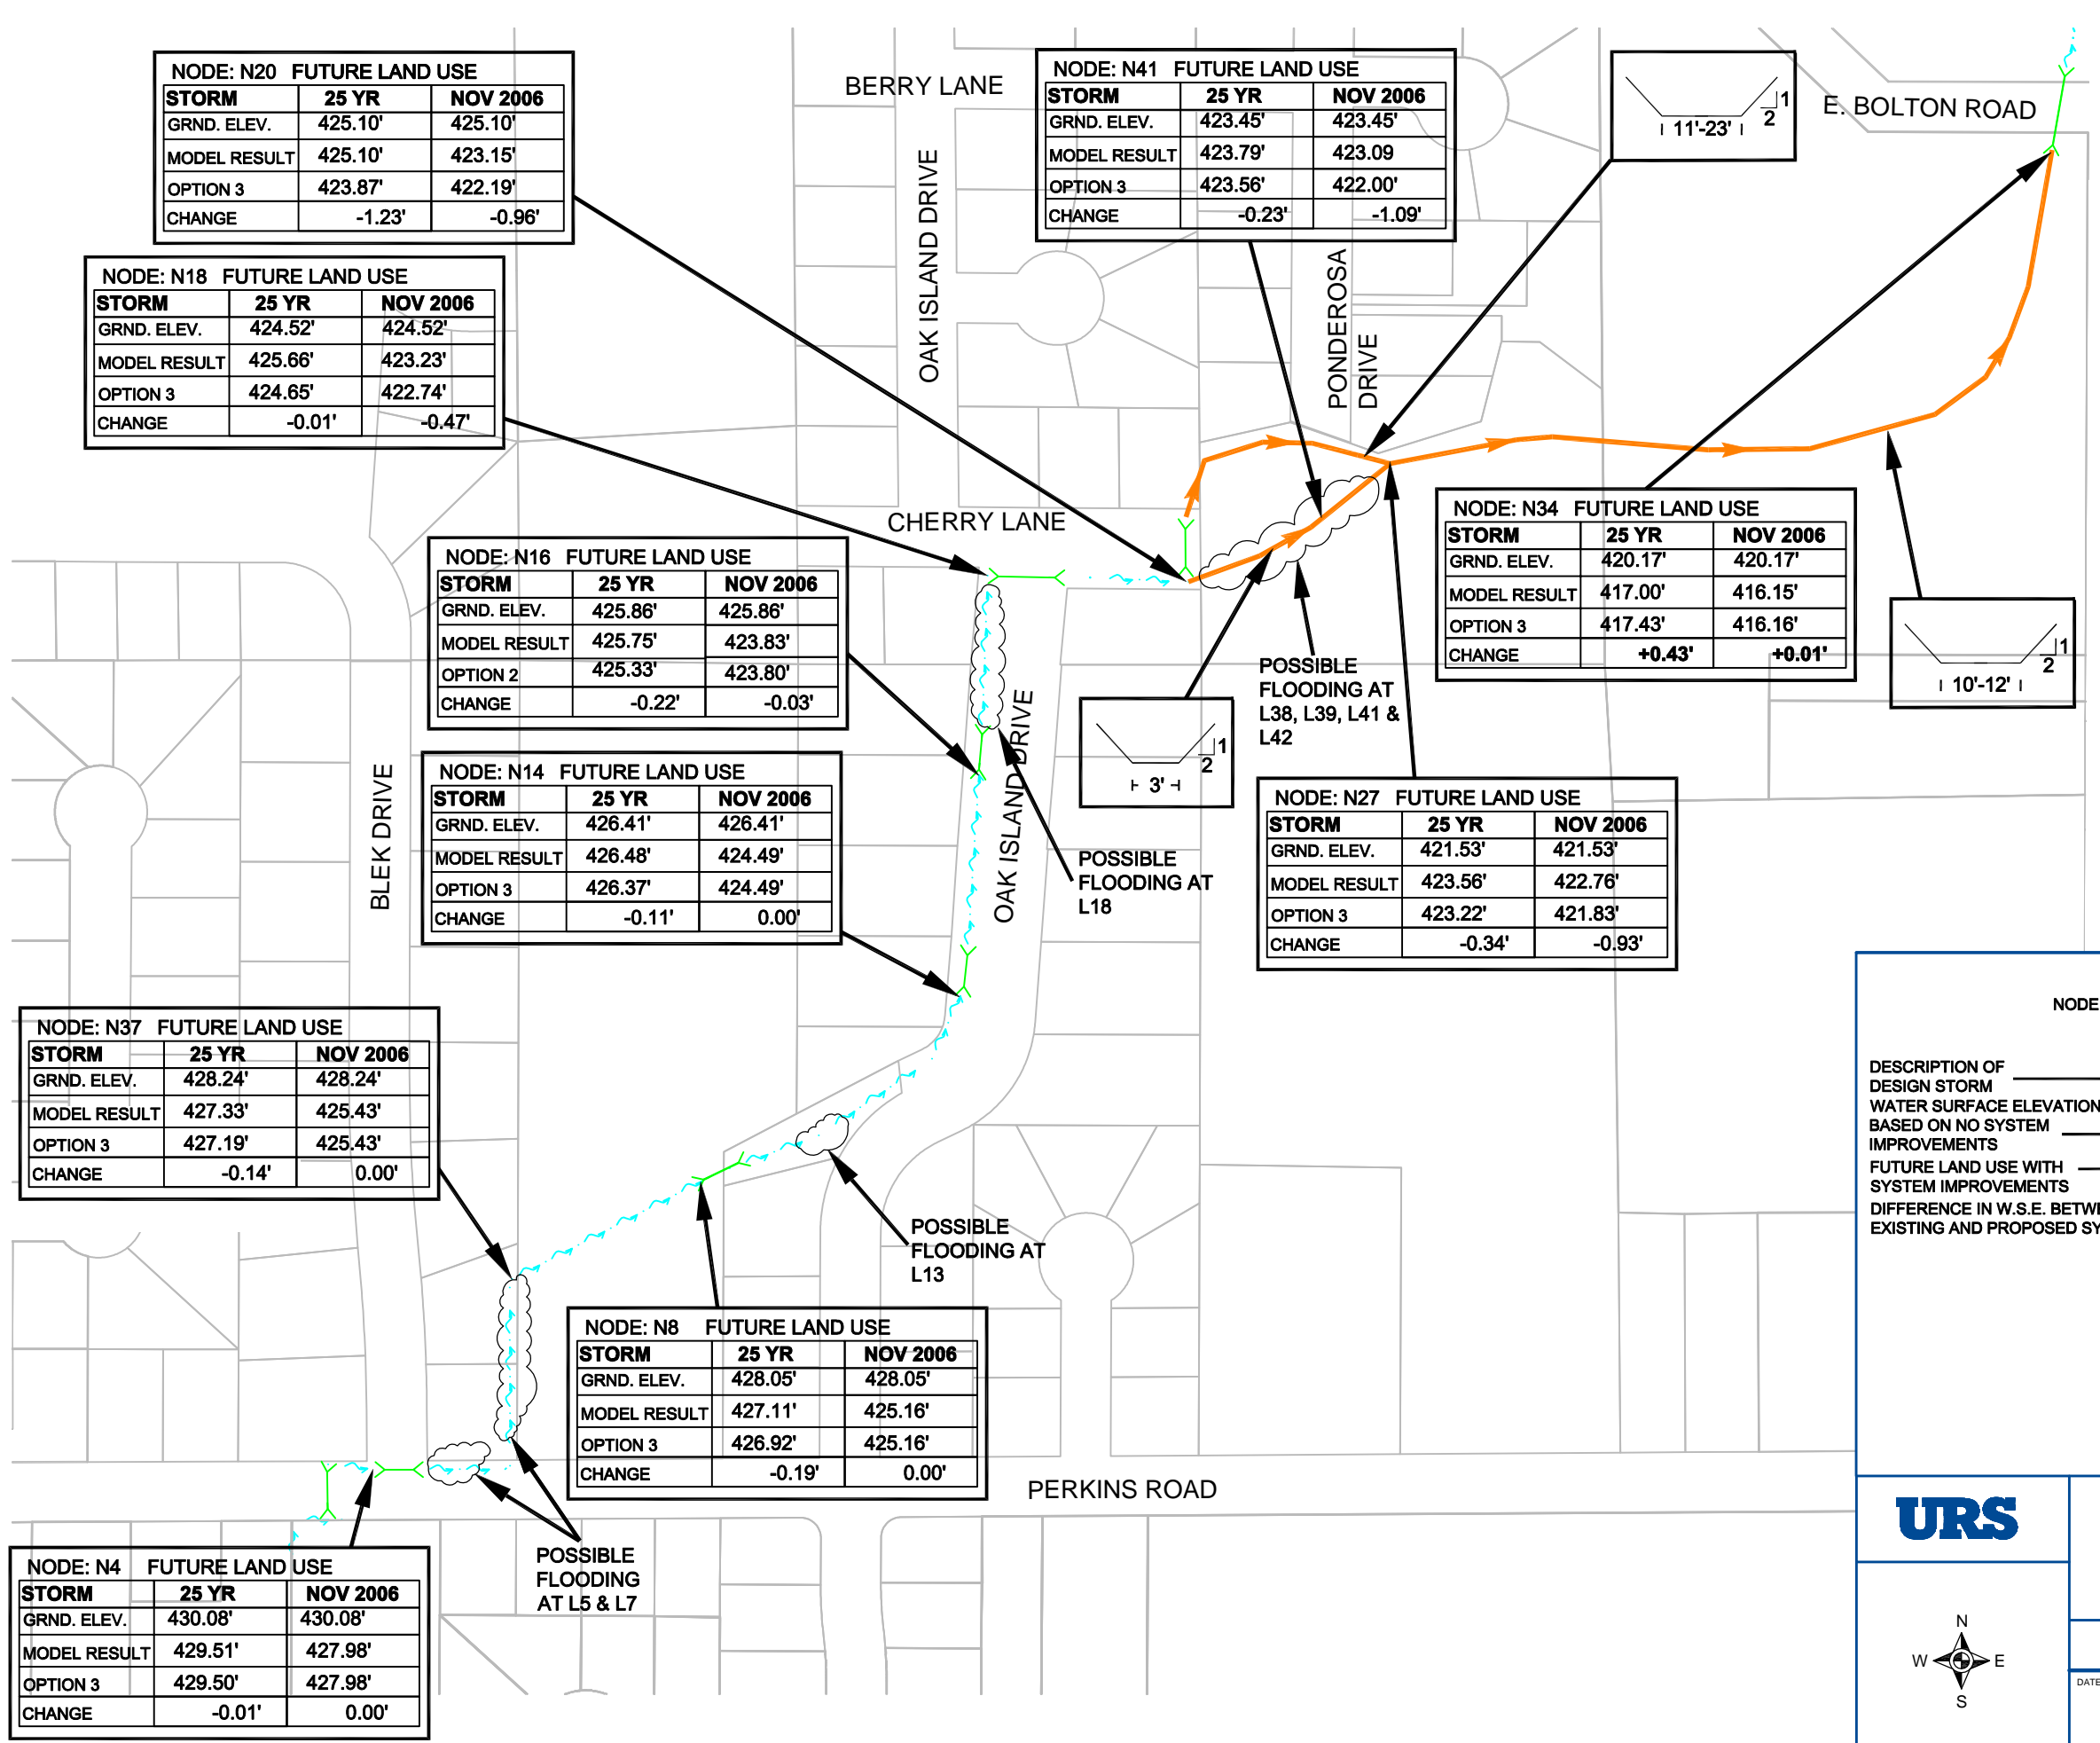 NODE: N20 FUTURE LAND USE
STORM 25 YR NOV 2006
GRND. ELEV. 425.10' 425.10'
MODEL RESULT 425.10' 423.15'
OPTION 3 423.87' 422.19'
CHANGE -1.23' -0.96'
BERRY LANE
OAK ISLAND DRIVE
NODE: N41 FUTURE LAND USE
STORM 25 YR NOV 2006
GRND. ELEV. 423.45' 423.45'
MODEL RESULT 423.79' 423.09
OPTION 3 423.56' 422.00'
CHANGE -0.23' -1.09'
PONDEROSA
DRIVE
11'-23'
1
2
E. BOLTON ROAD
NODE: N18 FUTURE LAND USE
STORM 25 YR NOV 2006
GRND. ELEV. 424.52' 424.52'
MODEL RESULT 425.66' 423.23'
OPTION 3 424.65' 422.74'
CHANGE -0.01' -0.47'
CHERRY LANE
NODE: N16 FUTURE LAND USE
STORM 25 YR NOV 2006
GRND. ELEV. 425.86' 425.86'
MODEL RESULT 425.75' 423.83'
OPTION 2 425.33' 423.80'
CHANGE -0.22' -0.03'
NODE: N34 FUTURE LAND USE
STORM 25 YR NOV 2006
GRND. ELEV. 420.17' 420.17'
MODEL RESULT 417.00' 416.15'
OPTION 3 417.43' 416.16'
CHANGE +0.43' +0.01'
10'-12'
1
2
POSSIBLE
FLOODING AT
L38, L39, L41 &
L42
3'
1
2
BLEK DRIVE
NODE: N14 FUTURE LAND USE
STORM 25 YR NOV 2006
GRND. ELEV. 426.41' 426.41'
MODEL RESULT 426.48' 424.49'
OPTION 3 426.37' 424.49'
CHANGE -0.11' 0.00'
OAK ISLAND DRIVE
POSSIBLE
FLOODING AT
L18
NODE: N27 FUTURE LAND USE
STORM 25 YR NOV 2006
GRND. ELEV. 421.53' 421.53'
MODEL RESULT 423.56' 422.76'
OPTION 3 423.22' 421.83'
CHANGE -0.34' -0.93'
NODE: N37 FUTURE LAND USE
STORM 25 YR NOV 2006
GRND. ELEV. 428.24' 428.24'
MODEL RESULT 427.33' 425.43'
OPTION 3 427.19' 425.43'
CHANGE -0.14' 0.00'
POSSIBLE
FLOODING AT
L13
NODE: N8 FUTURE LAND USE
STORM 25 YR NOV 2006
GRND. ELEV. 428.05' 428.05'
MODEL RESULT 427.11' 425.16'
OPTION 3 426.92' 425.16'
CHANGE -0.19' 0.00'
PERKINS ROAD
POSSIBLE
FLOODING
AT L5 & L7
NODE: N4 FUTURE LAND USE
STORM 25 YR NOV 2006
GRND. ELEV. 430.08' 430.08'
MODEL RESULT 429.51' 427.98'
OPTION 3 429.50' 427.98'
CHANGE -0.01' 0.00'
NODE
DESCRIPTION OF
DESIGN STORM
WATER SURFACE ELEVATION
BASED ON NO SYSTEM
IMPROVEMENTS
FUTURE LAND USE WITH
SYSTEM IMPROVEMENTS
DIFFERENCE IN W.S.E.
EXISTING AND PROPOSED
URS
N
W E
S
DATE